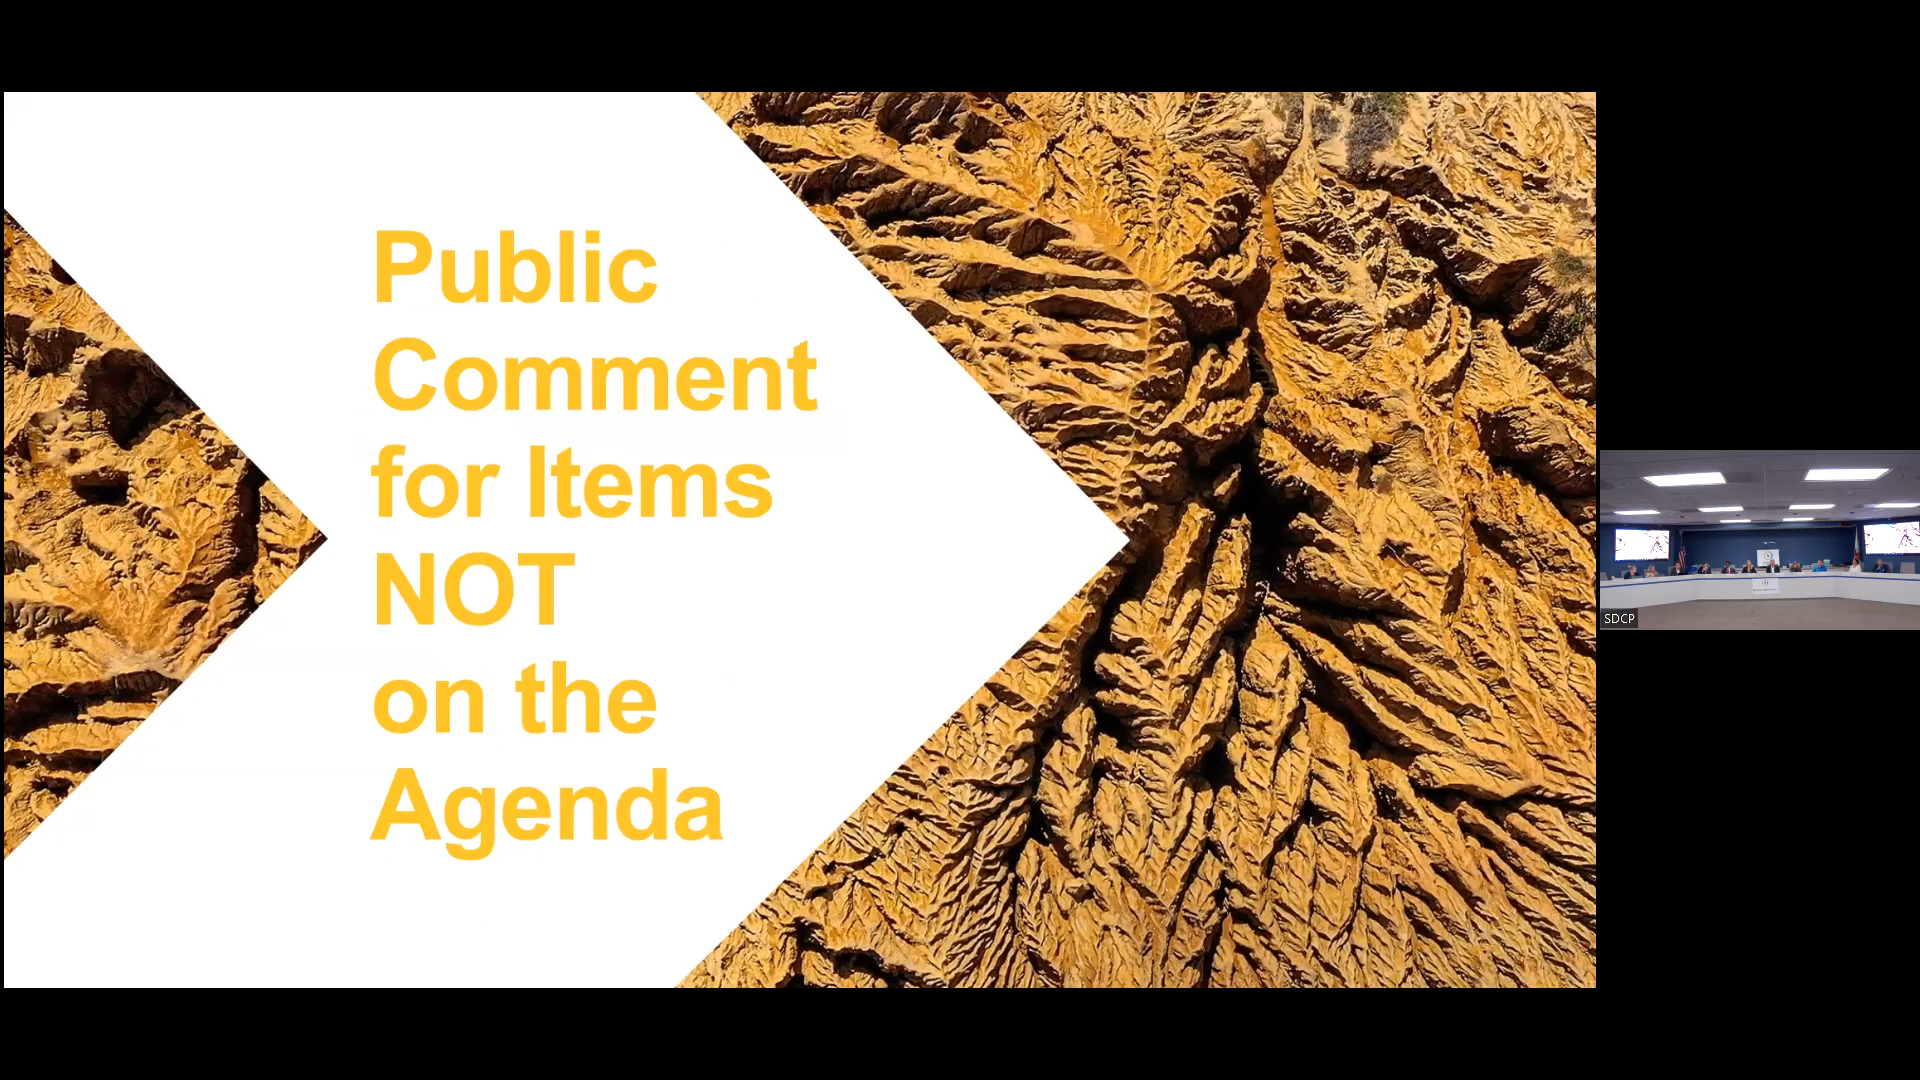 Public
Comment
for Items
NOT
on the
Agenda
SDCP